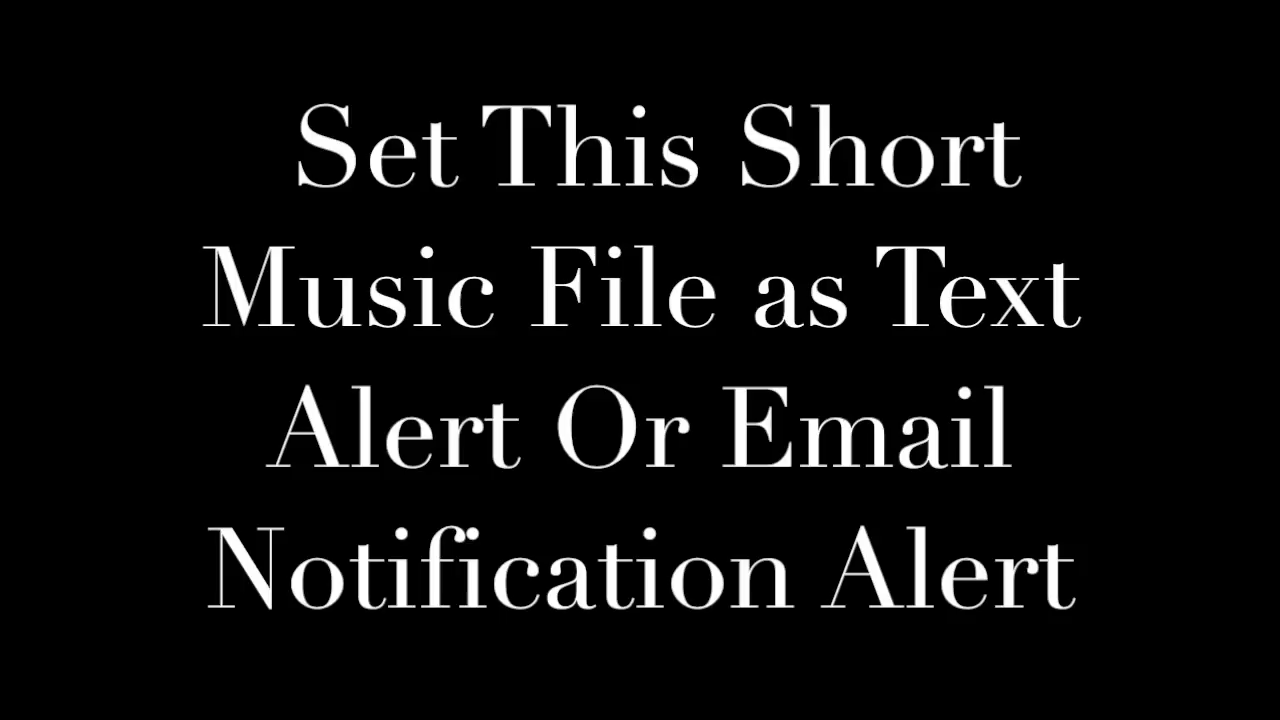 Set This Short
Music File as Text
Alert Or Email
Notification Alert